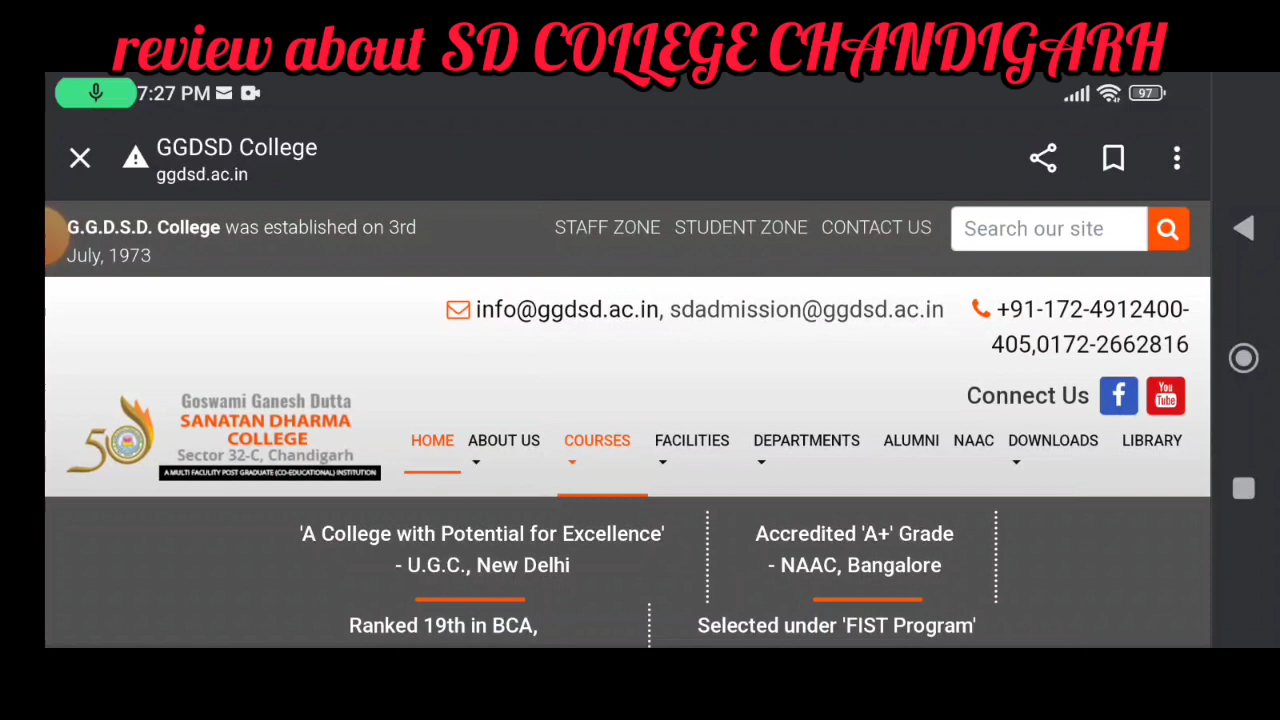 review about SD COLLEGE CHANDIGARH
7:27 PM
97
GGDSD College
ggdsd.ac.in
G.G.D.S.D. College was established on 3rd
July, 1973
STAFF ZONE STUDENT ZONE CONTACT US
Search our site
info@ggdsd.ac.in, sdadmission@ggdsd.ac.in
+91-172-4912400-
405,0172-2662816
Connect Us
f
You
Tube
50
Goswami Ganesh Dutta
SANATAN DHARMA
COLLEGE
Sector 32-C, Chandigarh
A MULTI FACULTY POST GRADUATE (CO-EDUCATIONAL) INSTITUTION
HOME ABOUT US COURSES FACILITIES DEPARTMENTS ALUMNI NAAC DOWNLOADS LIBRARY
'A College with Potential for Excellence'
- U.G.C., New Delhi
Accredited 'A+' Grade
- NAAC, Bangalore
Ranked 19th in BCA,
Selected under 'FIST Program'